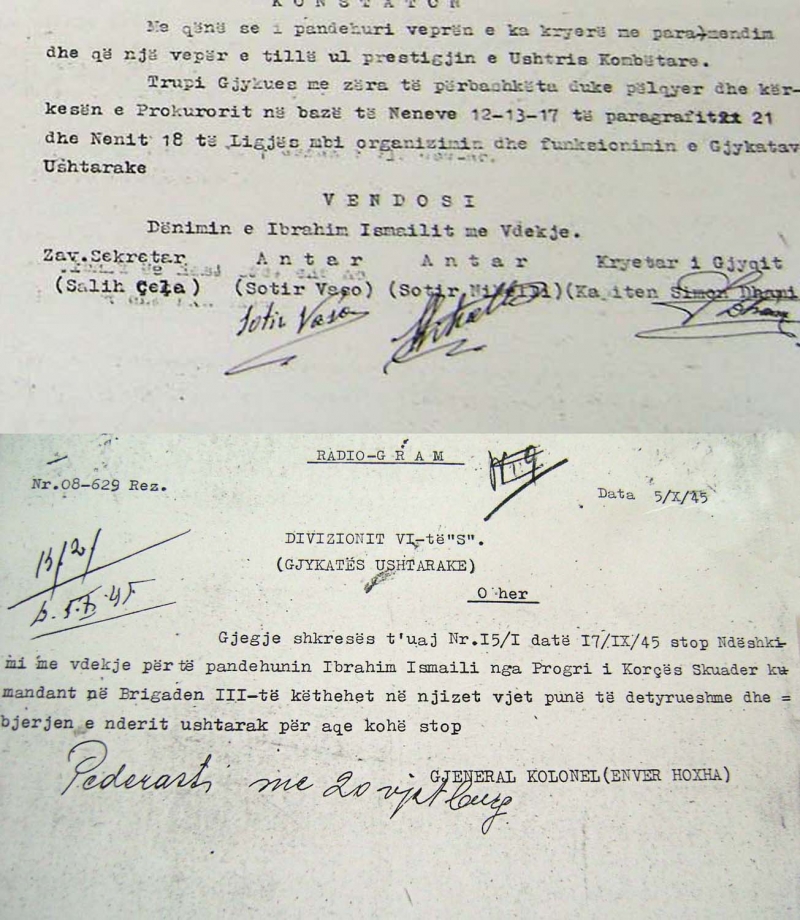 K O N S T A T O N
Me qënë se i pandehuri veprën e ka kryerë me paramendim
dhe që një vepër e tillë ul prestigjin e Ushtris Kombëtare.
Trupi Gjykues me zëra të përbashkëta duke pëlqyer dhe kër-
kesën e Prokurorit në bazë të Neneve 12-13-17 të paragrafit 21
dhe Nenit 18 të Ligjës mbi organizimin dhe funksionimin e Gjykatav
Ushtarake
V E N D O S I
Dënimin e Ibrahim Ismailit me Vdekje.
Zav.Sekretar A n t a r A n t a r Kryetar i Gjyqit
(Salih Çela) (Sotir Vaso) (Sotir (Ka iten Simon Dhami
Sotir Vaso
RADIO-G R A M
Nr.08-629 Rez.
Data 5/X/45
DIVIZIONIT VI-të"S".
(GJYKATËS USHTARAKE)
O her
Gjegje shkresës t'uaj Nr.I5/I datë I7/IX/45 stop Ndëshki-
mi me vdekje për të pandehunin Ibrahim Ismaili nga Progri i Korçës Skuader ku
mandant në Brigaden III-të këthehet në njizet vjet punë të detyrueshme dhe =
bjerjen e nderit ushtarak për aqe kohë stop
GJENERAL KOLONEL(ENVER HOXHA)
Pederasti me 20 vjet burg